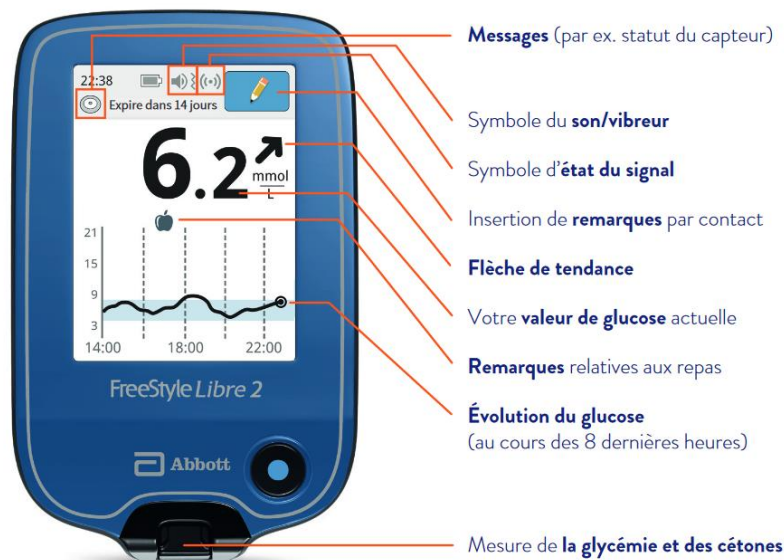 Messages (par ex. statut du capteur)
22:38
Expire dans 14 jours
Symbole du son/vibreur
Symbole d'état du signal
6.2 mmol/L
Insertion de remarques par contact
Flèche de tendance
21
15
9
3
14:00 18:00 22:00
Votre valeur de glucose actuelle
Remarques relatives aux repas
FreeStyle Libre 2
Évolution du glucose
(au cours des 8 dernières heures)
Abbott
Mesure de la glycémie et des cétones